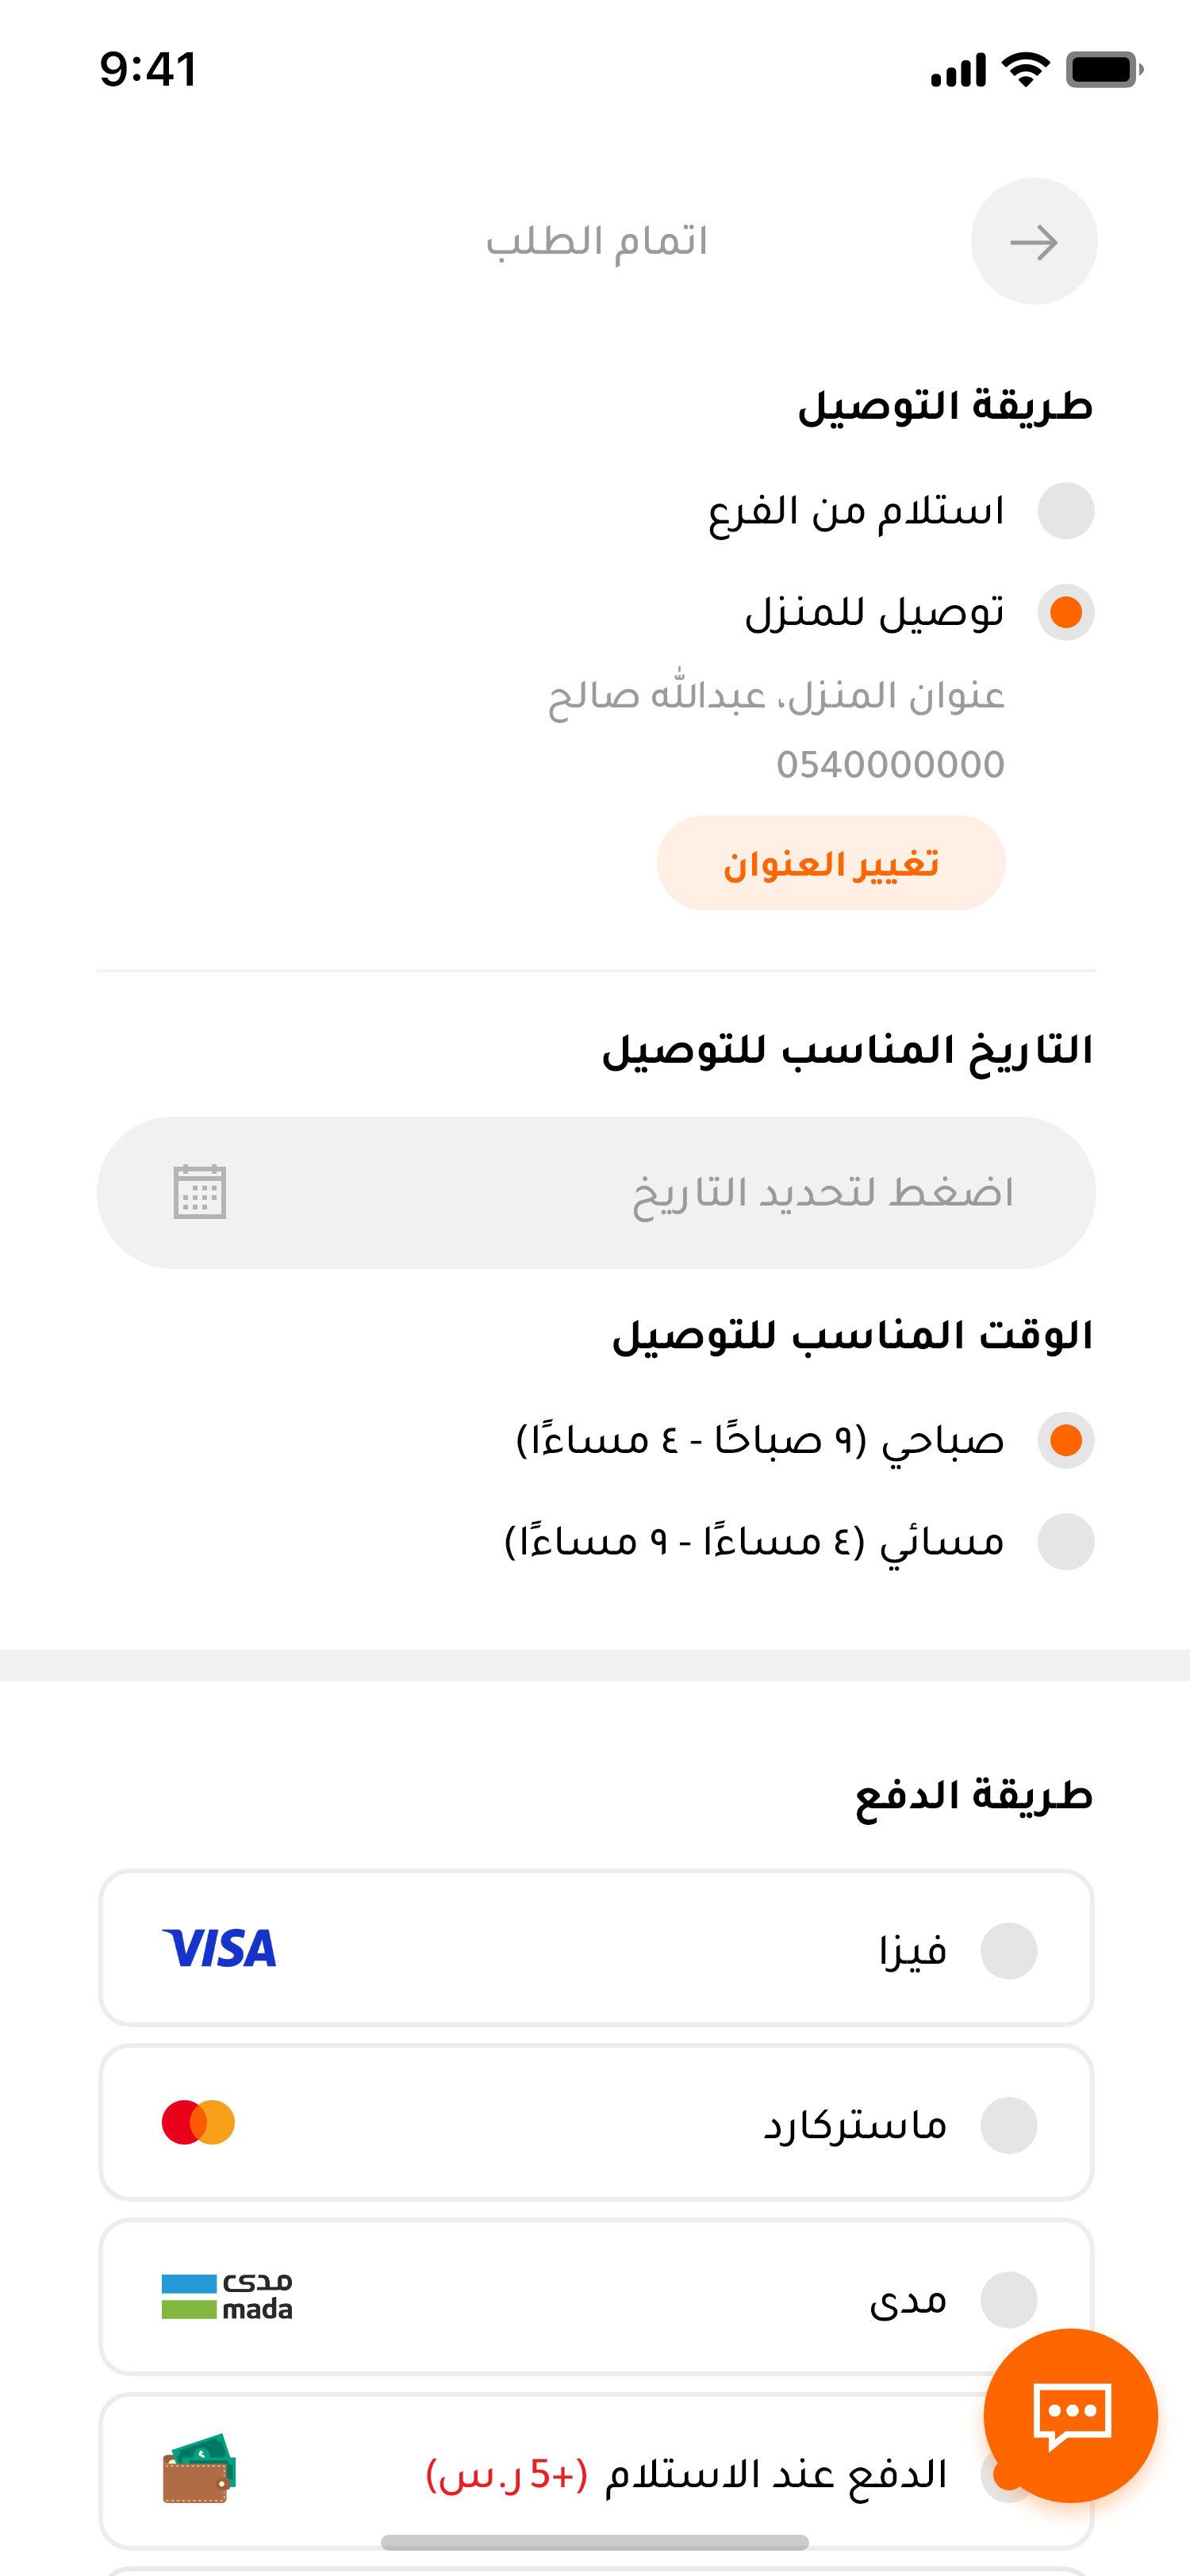 9:41
اتمام الطلب
طريقة التوصيل
استلام من الفرع
توصيل للمنزل
عنوان المنزل، عبدالله صالح
0540000000
تغيير العنوان
التاريخ المناسب للتوصيل
اضغط لتحديد التاريخ
الوقت المناسب للتوصيل
صباحي (٩ صباحًا - ٤ مساءًا)
مسائي (٤ مساءًا - ٩ مساءًا)
طريقة الدفع
فيزا VISA
ماستركارد
مدى مدى
mada
الدفع عند الاستلام (+5 ر.س)